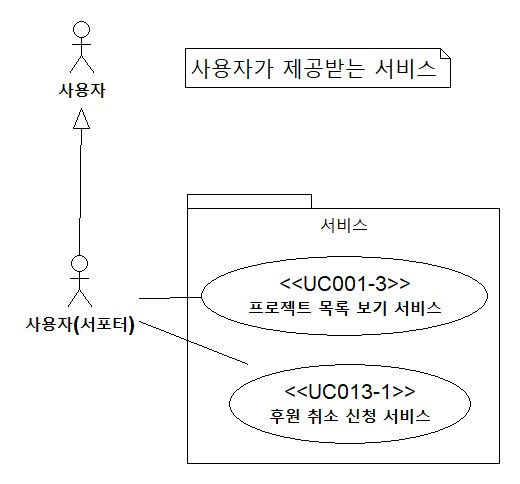 사용자
사용자가 제공받는 서비스
서비스
<<UC001-3>>
프로젝트 목록 보기 서비스
사용자(서포터)
<<UC013-1>>
후원 취소 신청 서비스